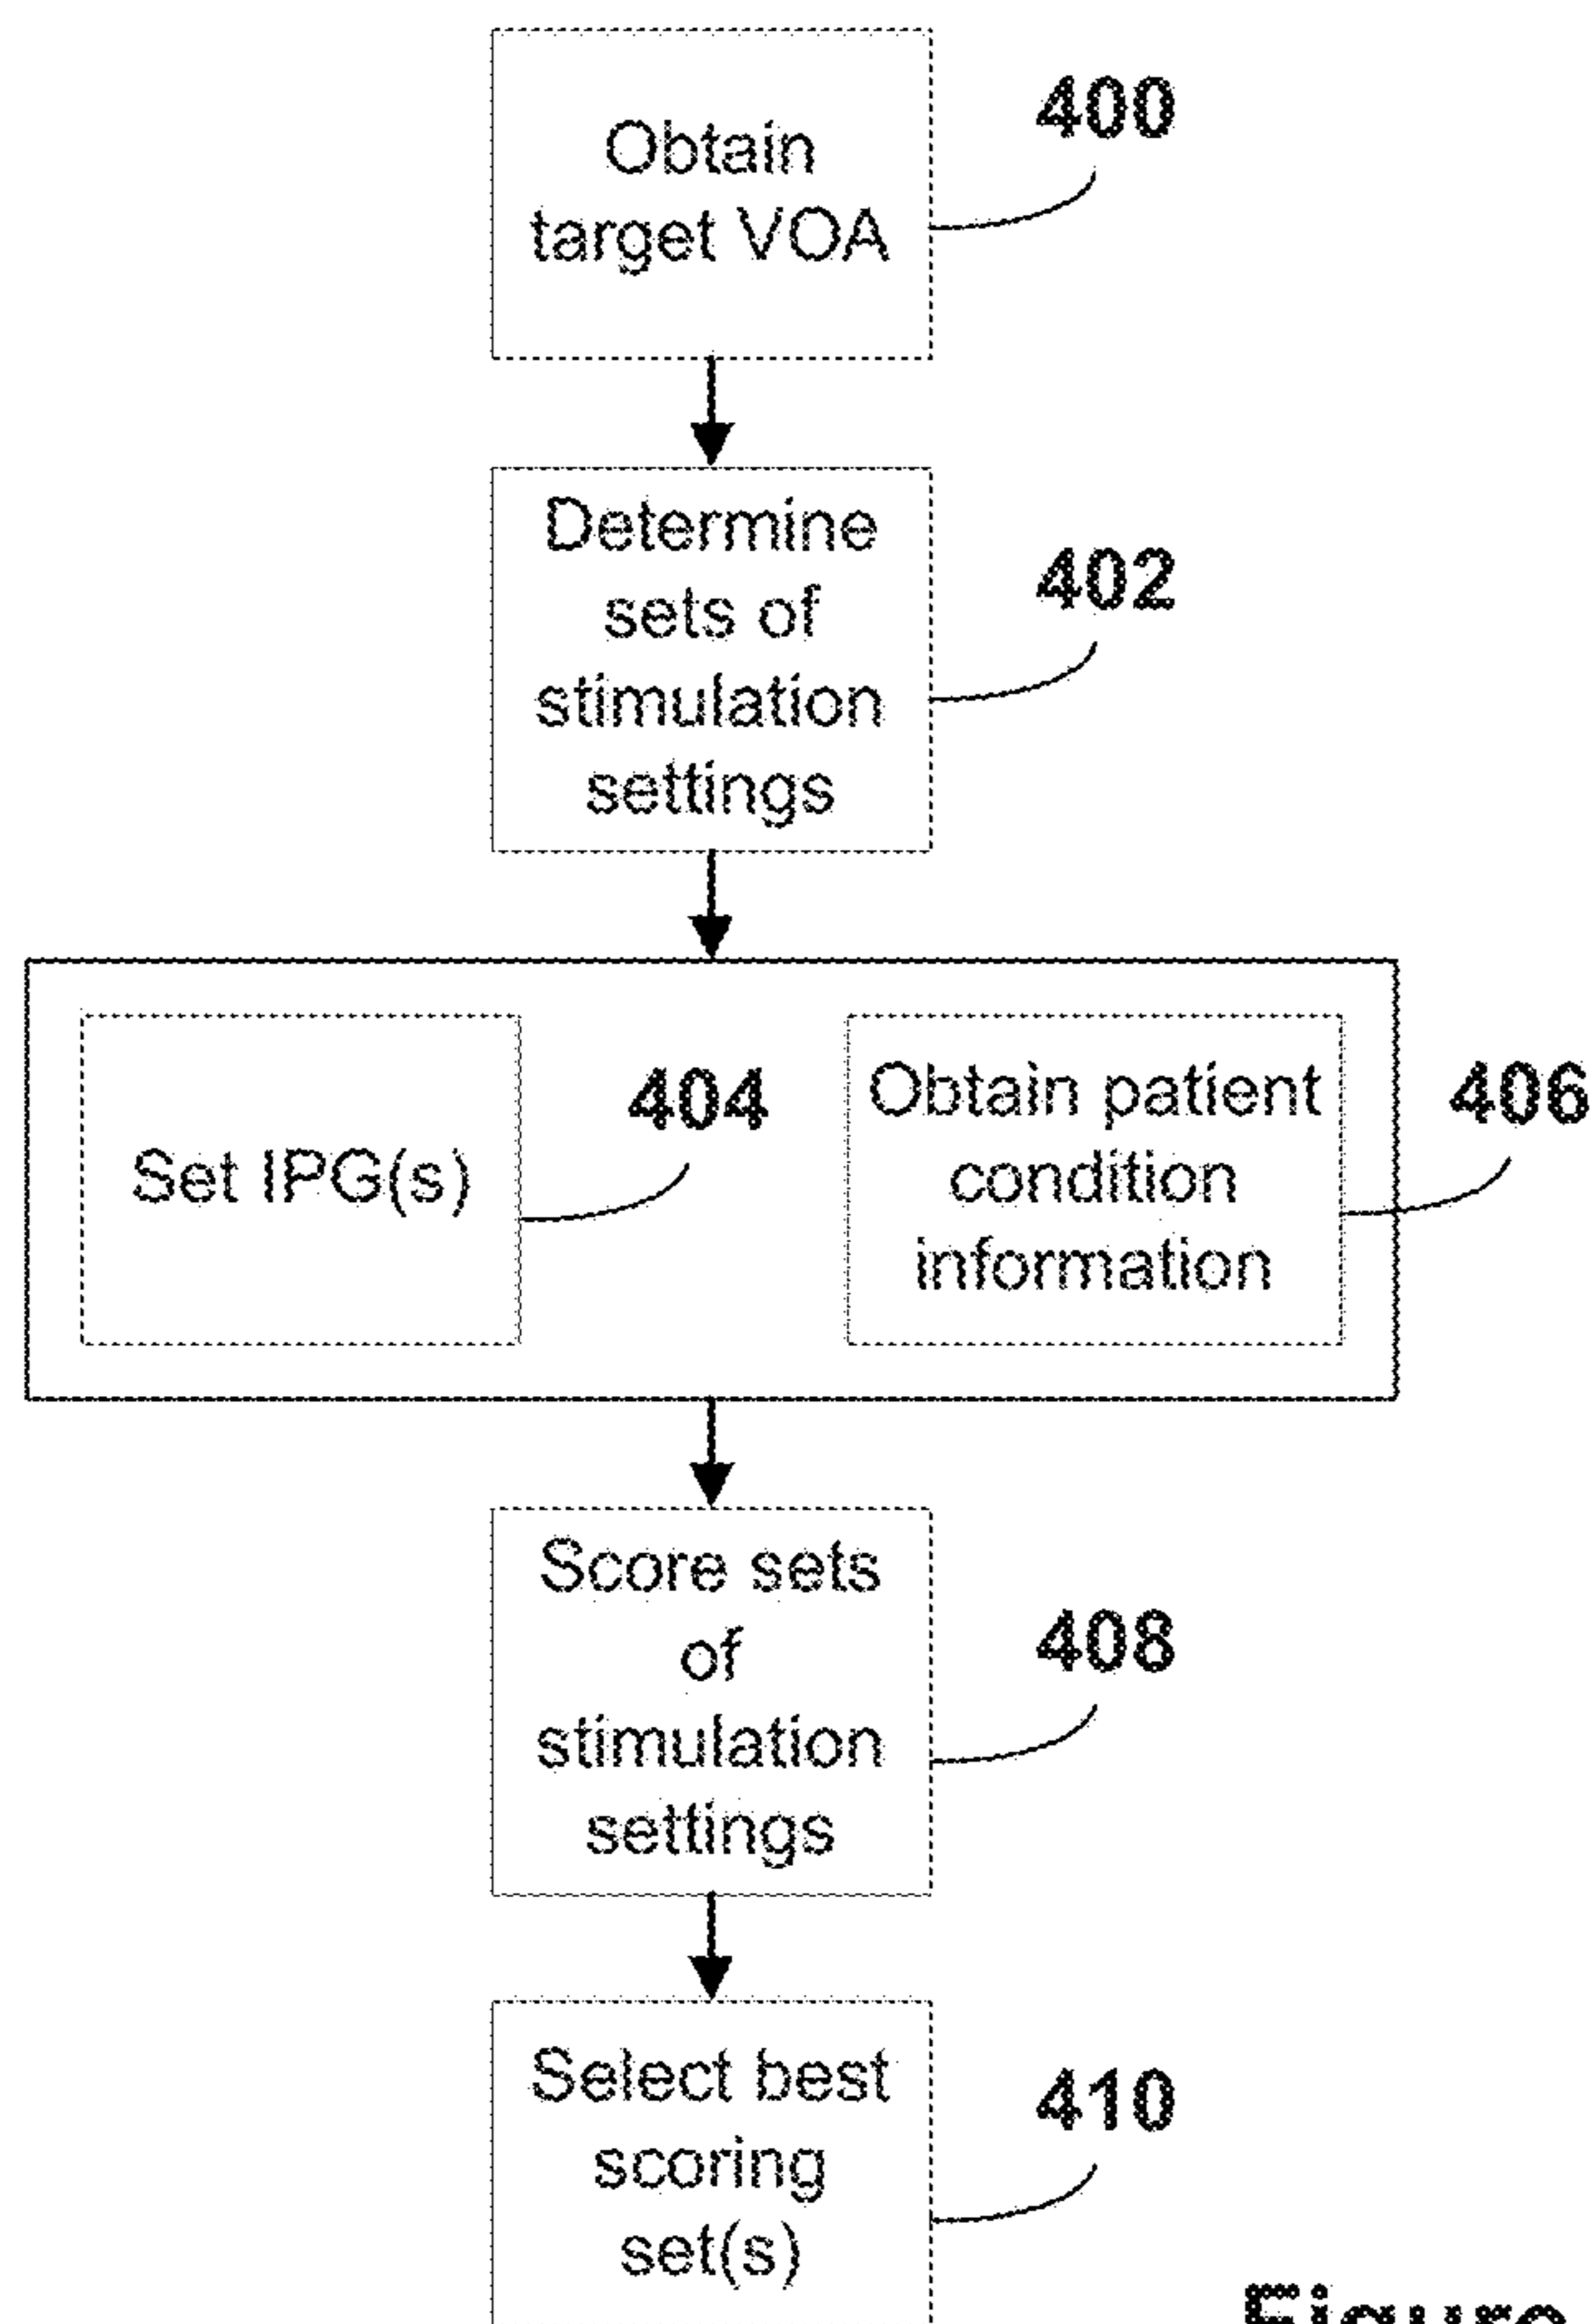 Obtain
target VOA
400
Determine
sets of
stimulation
settings
402
Set IPG(s)
404
Obtain patient
condition
information
406
Score sets
of
stimulation
settings
408
Select best
scoring
set(s)
410
Figure